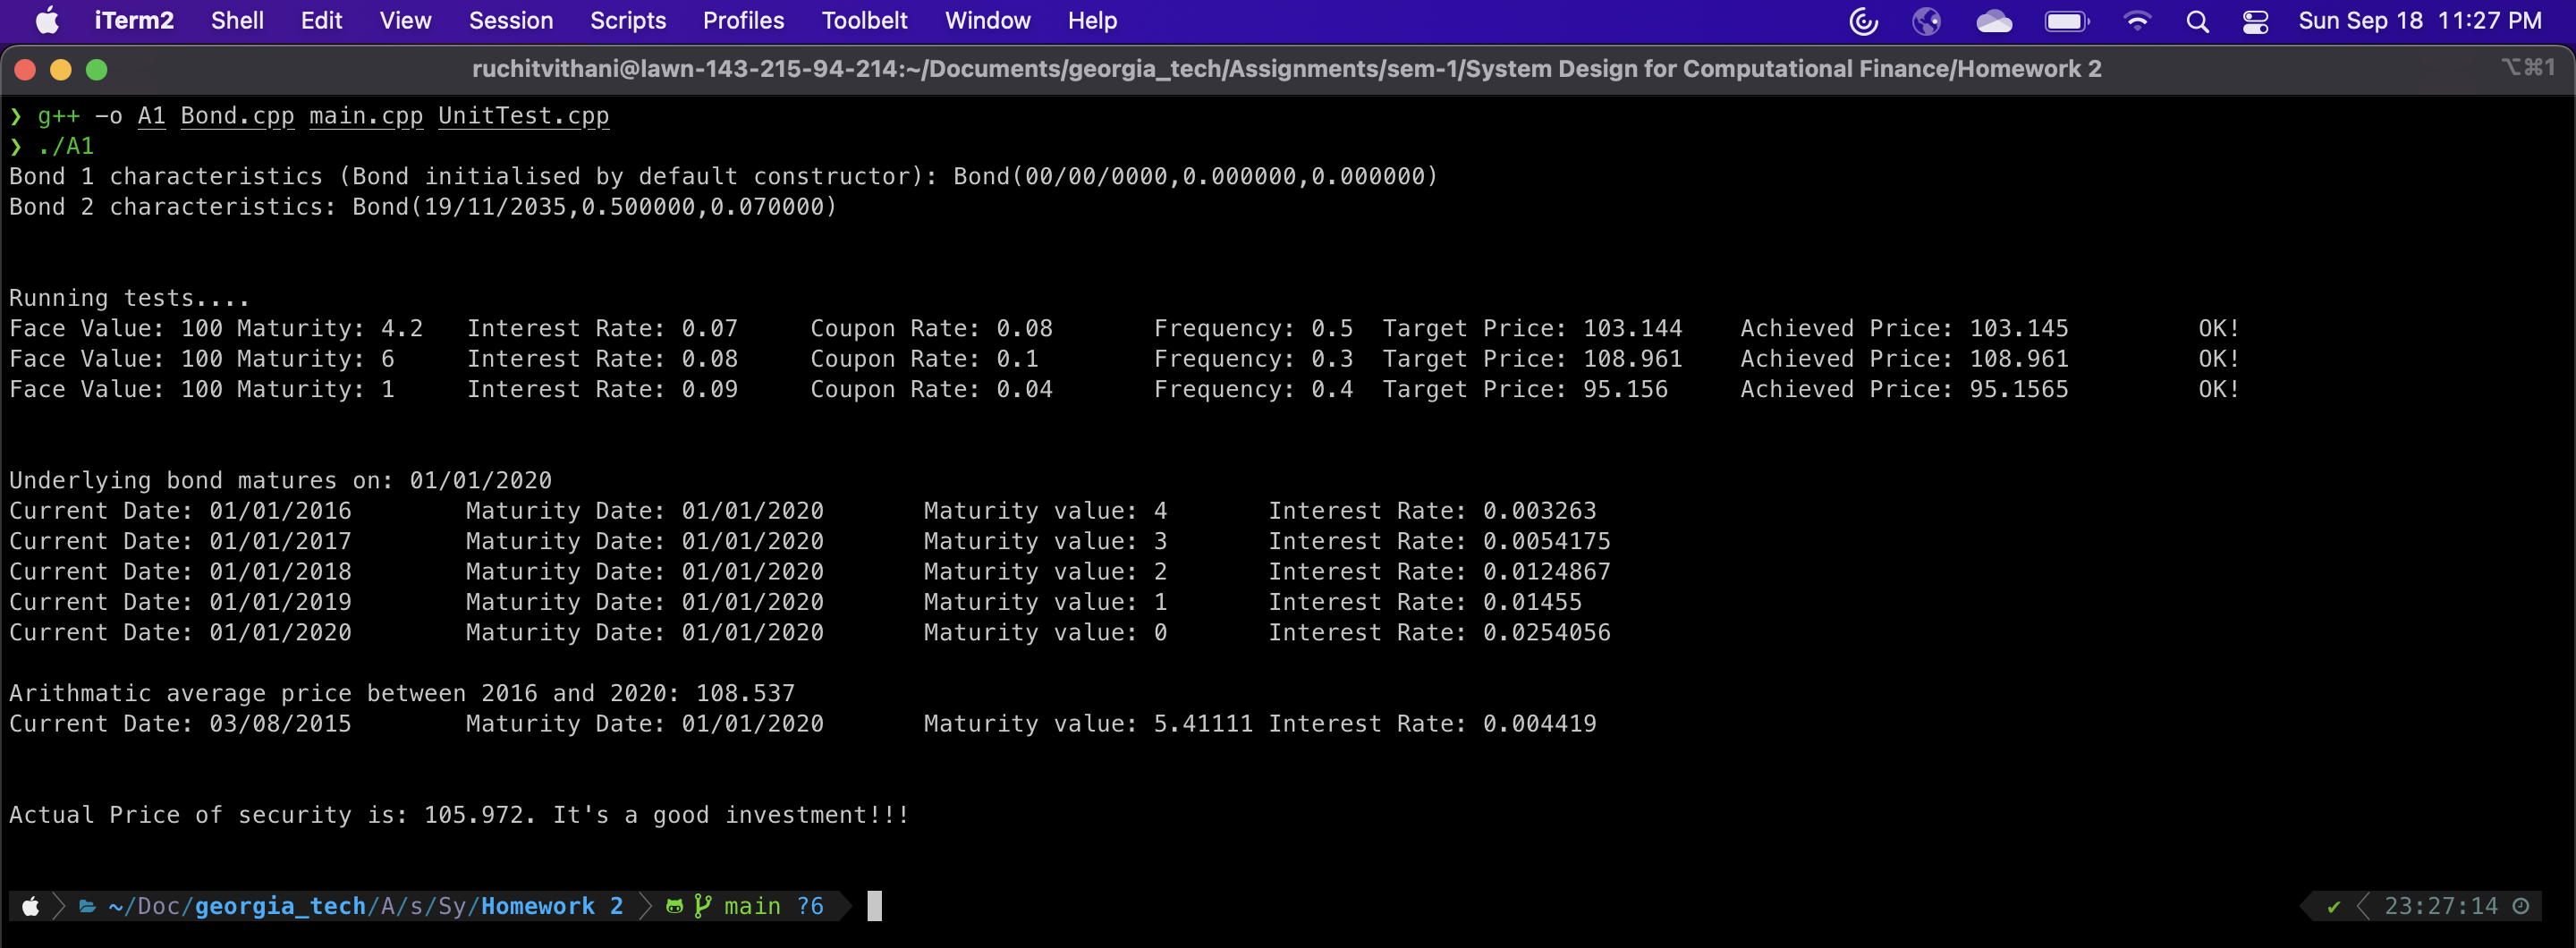 iTerm2 Shell Edit View Session Scripts Profiles Toolbelt Window Help Sun Sep 18 11:27 PM
ruchitvithani@lawn-143-215-94-214:~/Documents/georgia_tech/Assignments/sem-1/System Design for Computational Finance/Homework 2 ⌥⌘1
❯ g++ -o A1 Bond.cpp main.cpp UnitTest.cpp
❯ ./A1
Bond 1 characteristics (Bond initialised by default constructor): Bond(00/00/0000,0.000000,0.000000)
Bond 2 characteristics: Bond(19/11/2035,0.500000,0.070000)
Running tests....
Face Value: 100 Maturity: 4.2 Interest Rate: 0.07 Coupon Rate: 0.08 Frequency: 0.5 Target Price: 103.144 Achieved Price: 103.145 OK!
Face Value: 100 Maturity: 6 Interest Rate: 0.08 Coupon Rate: 0.1 Frequency: 0.3 Target Price: 108.961 Achieved Price: 108.961 OK!
Face Value: 100 Maturity: 1 Interest Rate: 0.09 Coupon Rate: 0.04 Frequency: 0.4 Target Price: 95.156 Achieved Price: 95.1565 OK!
Underlying bond matures on: 01/01/2020
Current Date: 01/01/2016 Maturity Date: 01/01/2020 Maturity value: 4 Interest Rate: 0.003263
Current Date: 01/01/2017 Maturity Date: 01/01/2020 Maturity value: 3 Interest Rate: 0.0054175
Current Date: 01/01/2018 Maturity Date: 01/01/2020 Maturity value: 2 Interest Rate: 0.0124867
Current Date: 01/01/2019 Maturity Date: 01/01/2020 Maturity value: 1 Interest Rate: 0.01455
Current Date: 01/01/2020 Maturity Date: 01/01/2020 Maturity value: 0 Interest Rate: 0.0254056
Arithmatic average price between 2016 and 2020: 108.537
Current Date: 03/08/2015 Maturity Date: 01/01/2020 Maturity value: 5.41111 Interest Rate: 0.004419
Actual Price of security is: 105.972. It's a good investment!!!
~/Doc/georgia_tech/A/s/Sy/Homework 2 main ?6 ✔ 23:27:14